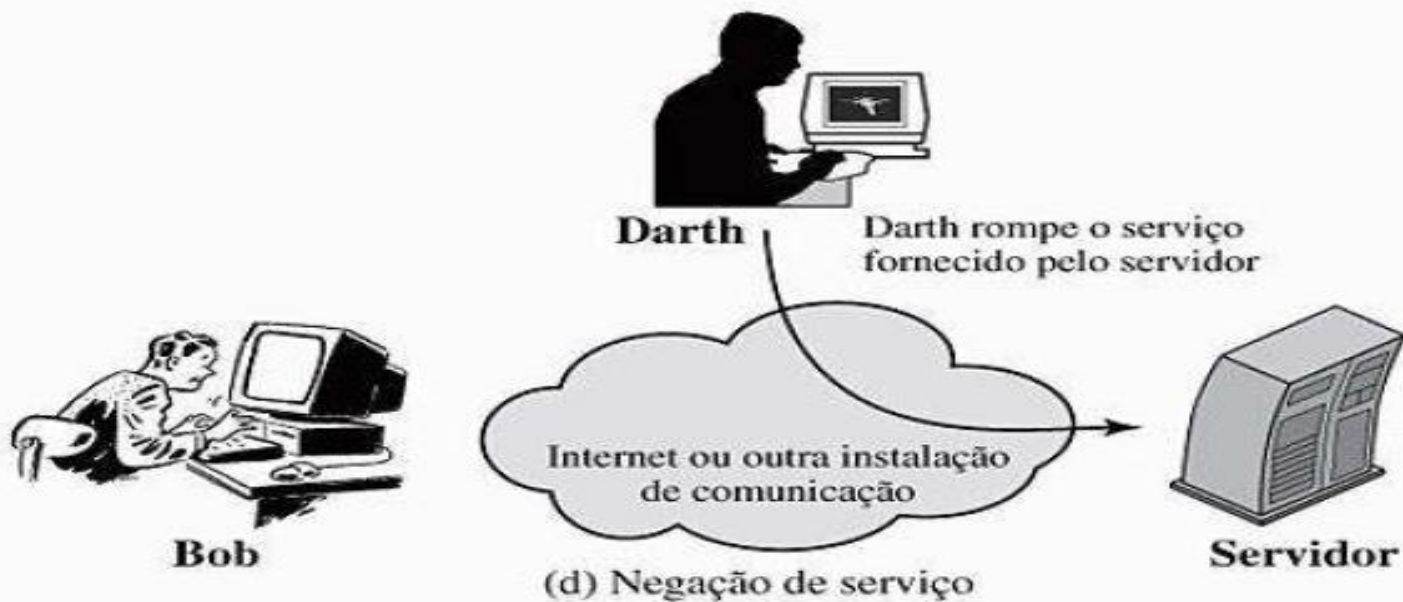 Darth
Darth rompe o serviço
fornecido pelo servidor
Internet ou outra instalação
de comunicação
Bob
Servidor
(d) Negação de serviço